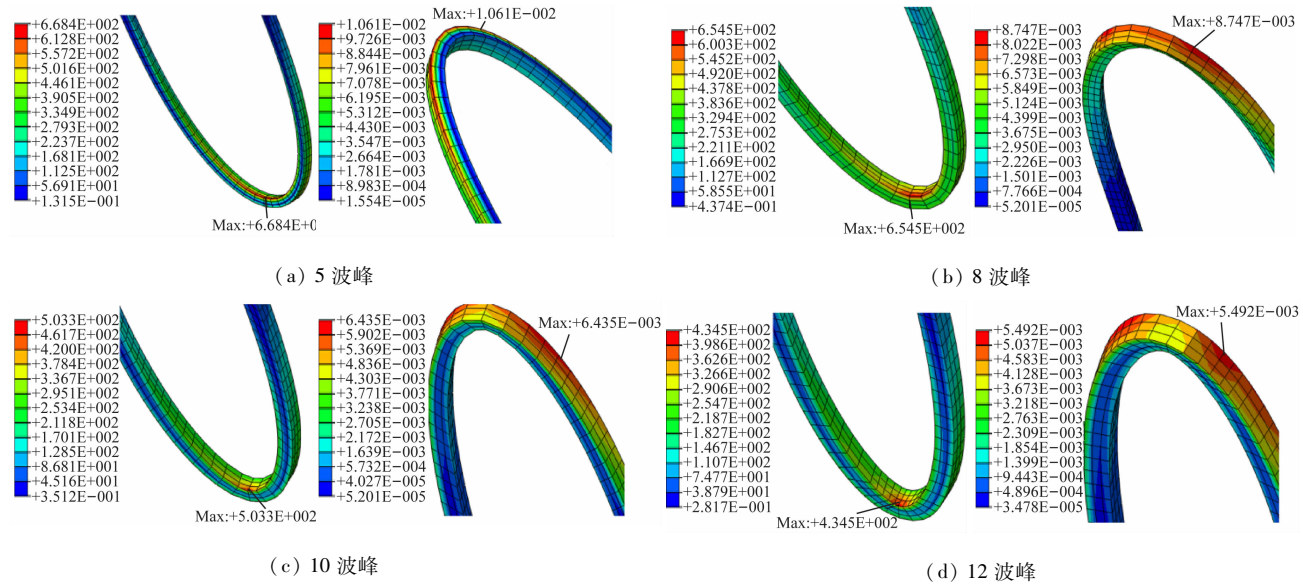 +6.684E+002
+6.128E+002
+5.572E+002
+5.016E+002
+4.461E+002
+3.905E+002
+3.349E+002
+2.793E+002
+2.237E+002
+1.681E+002
+1.125E+002
+5.691E+001
+1.315E-001
Max:+6.684E+0
+1.061E-002
+9.726E-003
+8.844E-003
+7.961E-003
+7.078E-003
+6.195E-003
+5.312E-003
+4.430E-003
+3.547E-003
+2.664E-003
+1.781E-003
+8.983E-004
+1.554E-005
Max:+1.061E-002
(a) 5 波峰
+6.545E+002
+6.003E+002
+5.452E+002
+4.920E+002
+4.378E+002
+3.836E+002
+3.294E+002
+2.753E+002
+2.211E+002
+1.669E+002
+1.127E+002
+5.855E+001
+4.374E-001
Max:+6.545E+002
+8.747E-003
+8.022E-003
+7.298E-003
+6.573E-003
+5.849E-003
+5.124E-003
+4.399E-003
+3.675E-003
+2.950E-003
+2.226E-003
+1.501E-003
+7.766E-004
+5.201E-005
Max:+8.747E-003
(b) 8 波峰
+5.033E+002
+4.617E+002
+4.200E+002
+3.784E+002
+3.367E+002
+2.951E+002
+2.534E+002
+2.118E+002
+1.701E+002
+1.285E+002
+8.681E+001
+4.516E+001
+3.512E-001
Max:+5.033E+002
+6.435E-003
+5.902E-003
+5.369E-003
+4.836E-003
+4.303E-003
+3.771E-003
+3.238E-003
+2.705E-003
+2.172E-003
+1.639E-003
+5.732E-004
+4.027E-005
+5.201E-005
Max:+6.435E-003
(c) 10 波峰
+4.345E+002
+3.986E+002
+3.626E+002
+3.266E+002
+2.906E+002
+2.547E+002
+2.187E+002
+1.827E+002
+1.467E+002
+1.107E+002
+7.477E+001
+3.879E+001
+2.817E-001
Max:+4.345E+002
+5.492E-003
+5.037E-003
+4.583E-003
+4.128E-003
+3.673E-003
+3.218E-003
+2.763E-003
+2.309E-003
+1.854E-003
+1.399E-003
+9.443E-004
+4.896E-004
+3.478E-005
Max:+5.492E-003
(d) 12 波峰